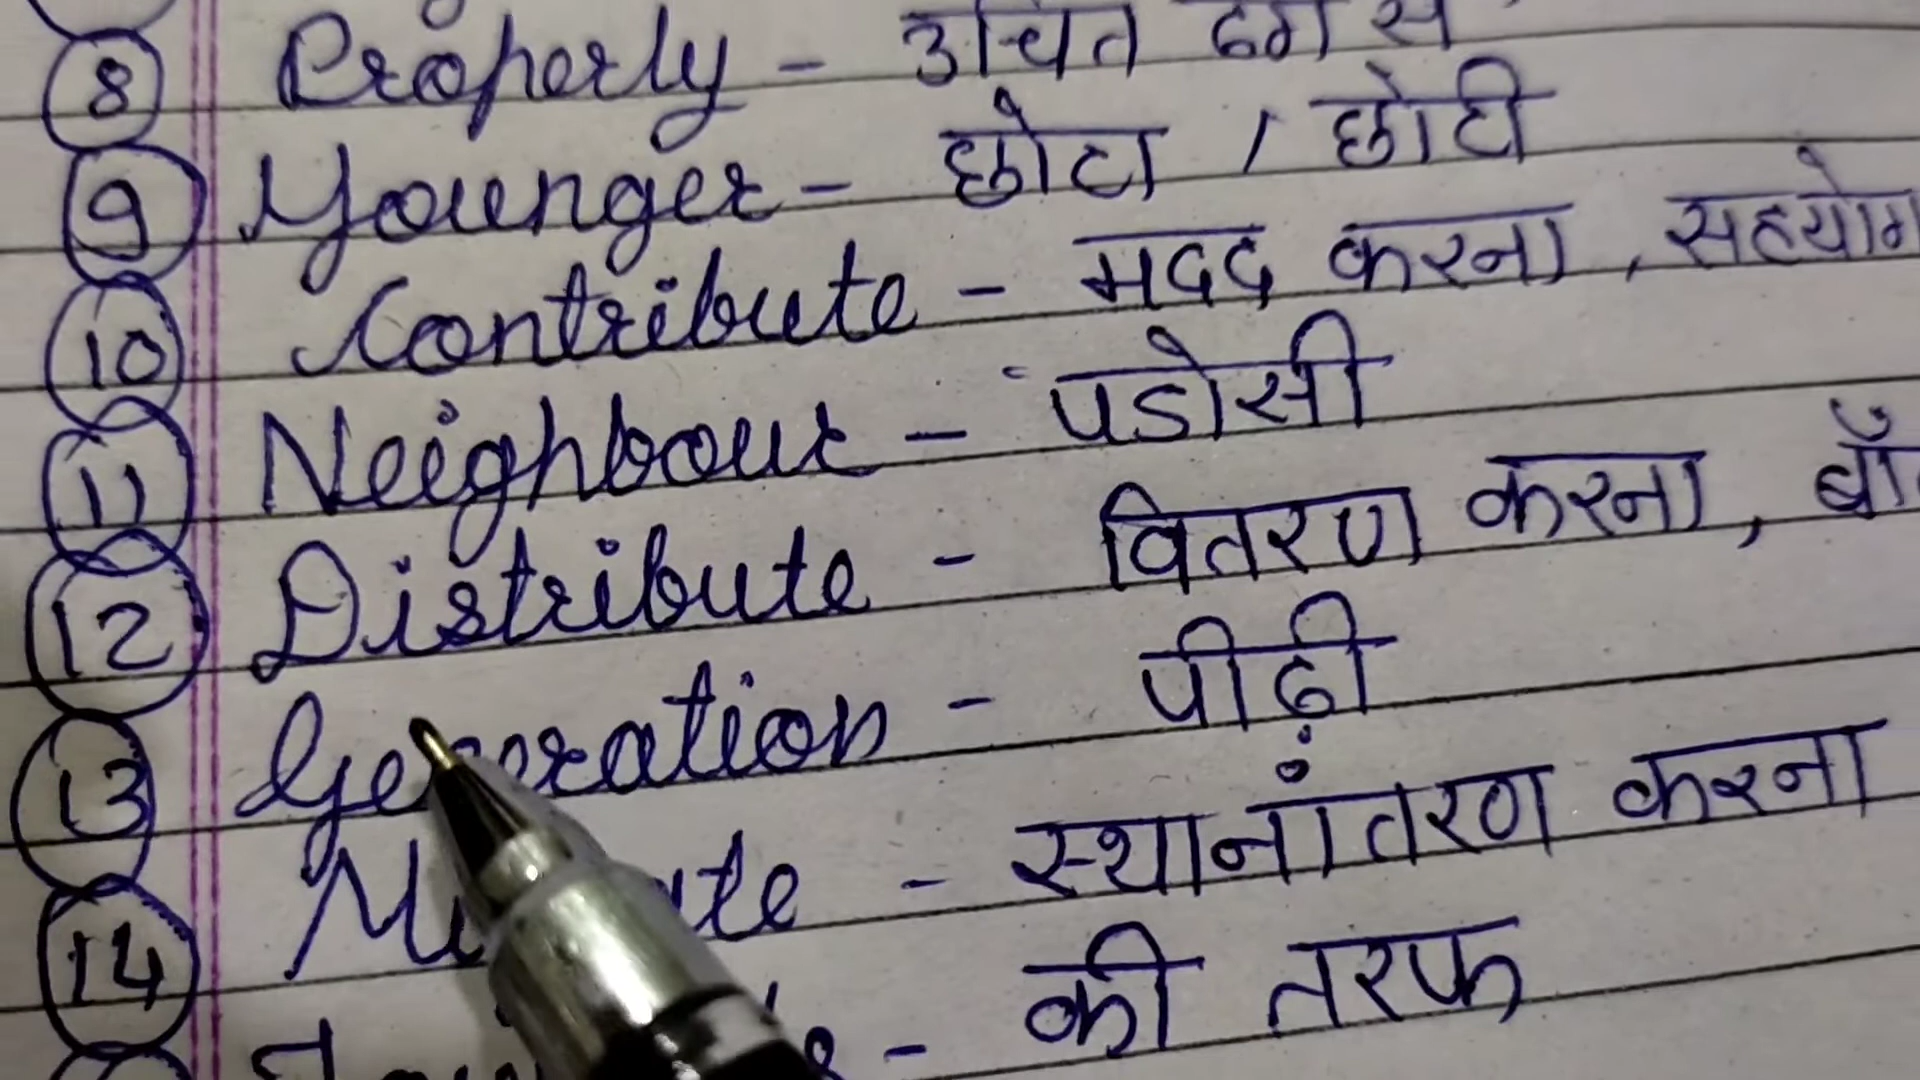 8 Properly - उचित ढंग से
9 Younger - छोटा / छोटी
10 Contribute - मदद करना, सहयोग
11 Neighbour - पडोसी
12 Distribute - वितरण करना,
13 Generation - पीढ़ी
14 - स्थानांतरण करना
- की तरफ